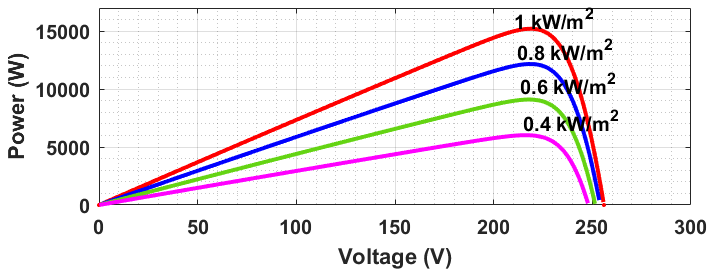 1 kW/m²
0.8 kW/m²
0.6 kW/m²
0.4 kW/m²
15000
10000
5000
0
Power (W)
0 50 100 150 200 250 300
Voltage (V)